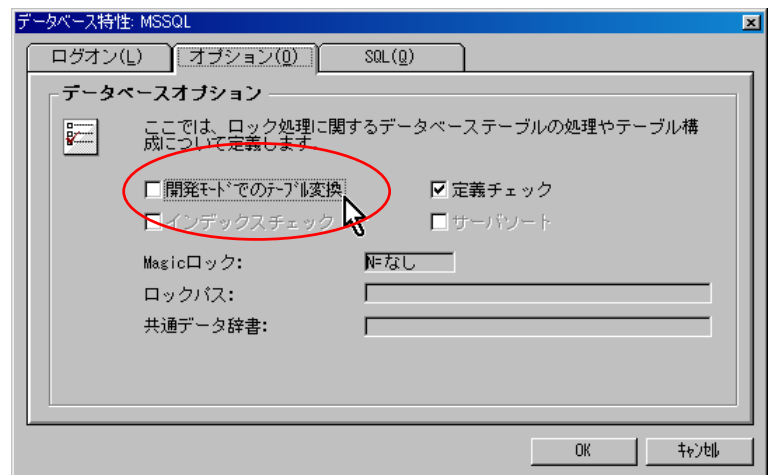 データベース特性: MSSQL
ログオン(L) オプション(O) SQL(Q)
データベースオプション
ここでは、ロック処理に関するデータベーステーブルの処理やテーブル構
成について定義します。
開発ﾓｰﾄﾞでのﾃｰﾌﾞﾙ変換 定義チェック
インデックスチェック サーバソート
Magicロック: N=なし
ロックパス:
共通データ辞書:
OK ｷｬﾝｾﾙ